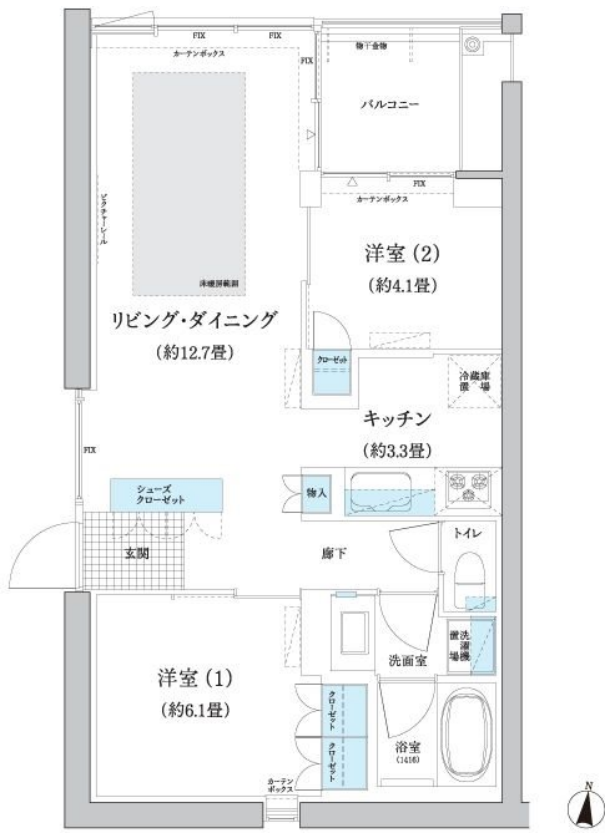 FIX
FIX
カーテンボックス
FIX
物干金物
バルコニー
FIX
カーテンボックス
ピクチャーレール
洋室(2)
(約4.1畳)
床暖房範囲
リビング・ダイニング
(約12.7畳)
クローゼット
冷蔵庫
置場
キッチン
(約3.3畳)
FIX
シューズ
クローゼット
物入
玄関
廊下
トイレ
洗濯機
置場
洗面室
洋室(1)
(約6.1畳)
クローゼット
クローゼット
浴室
(1416)
カーテン
ボックス
N